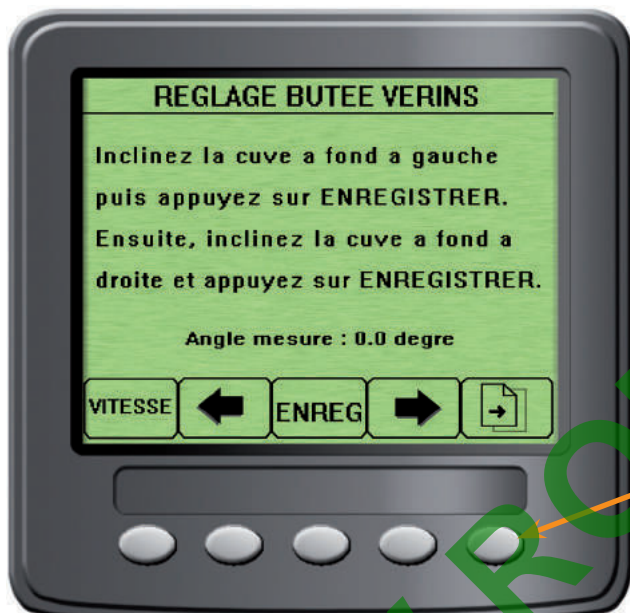 REGLAGE BUTEE VERINS
Inclinez la cuve a fond a gauche
puis appuyez sur ENREGISTRER.
Ensuite, inclinez la cuve a fond a
droite et appuyez sur ENREGISTRER.
Angle mesure : 0.0 degre
VITESSE ENREG